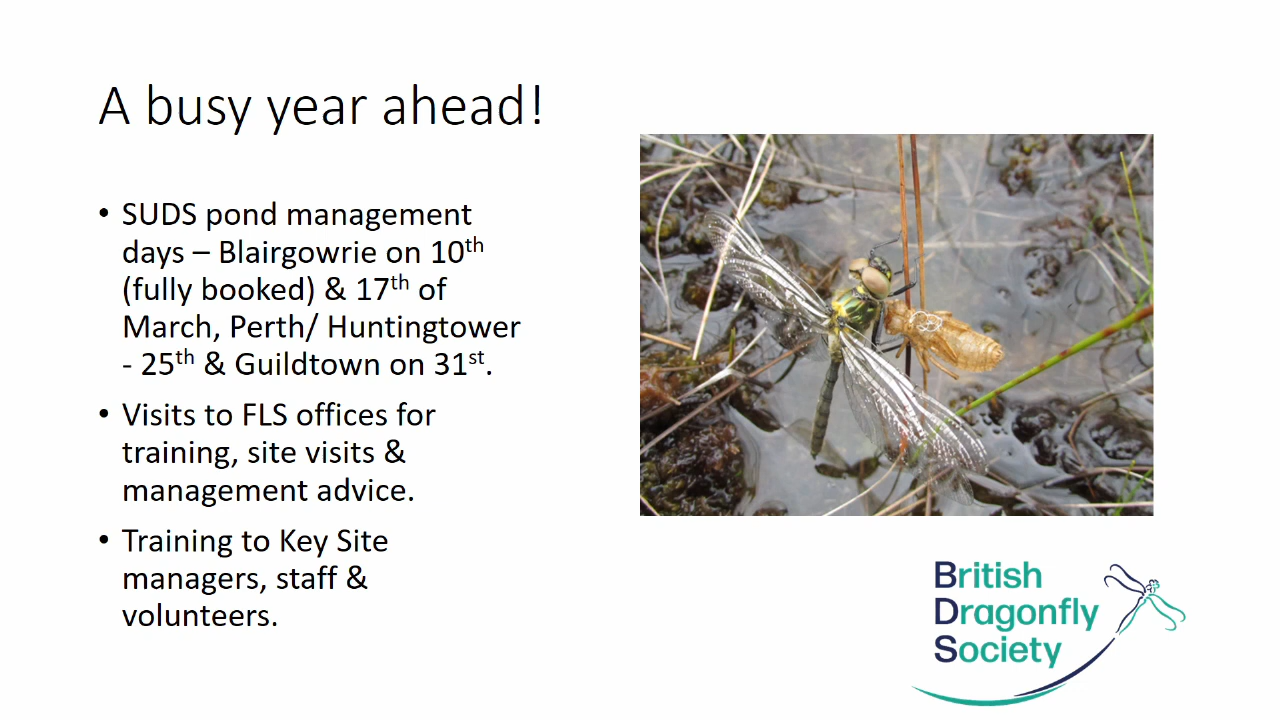 A busy year ahead!
• SUDS pond management
days – Blairgowrie on 10th
(fully booked) & 17th of
March, Perth/ Huntingtower
- 25th & Guildtown on 31st.
• Visits to FLS offices for
training, site visits &
management advice.
• Training to Key Site
managers, staff &
volunteers.
British
Dragonfly
Society